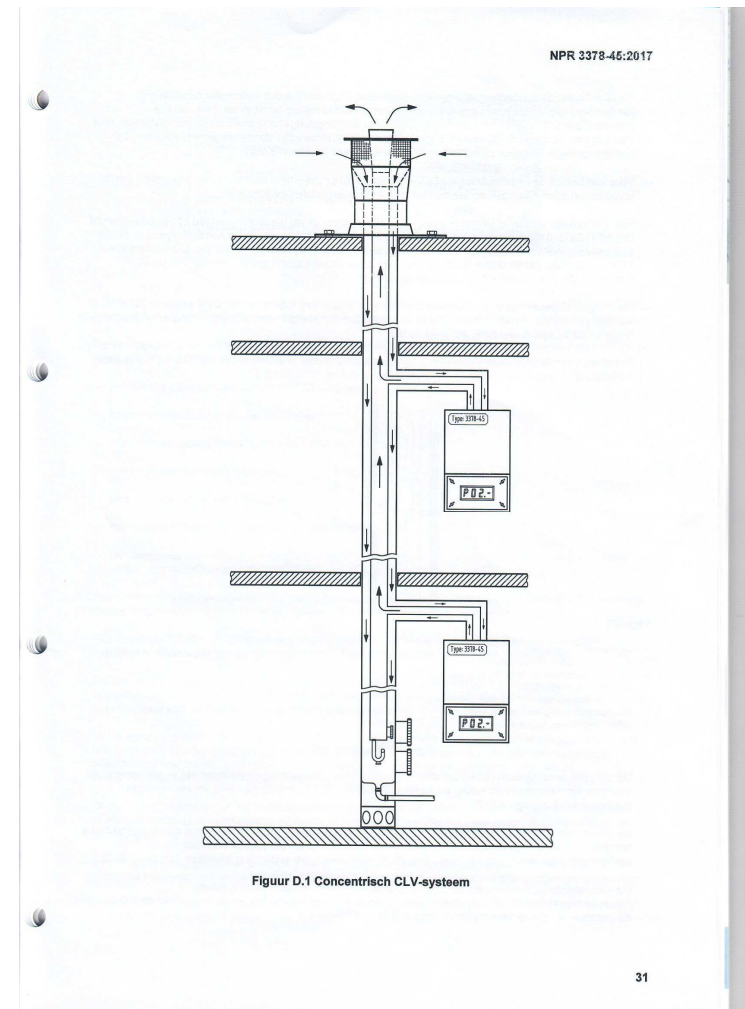 NPR 3378-45:2017
Type: 3378-45
P02.-
Type: 3378-45
P02.-
Figuur D.1 Concentrisch CLV-systeem
31